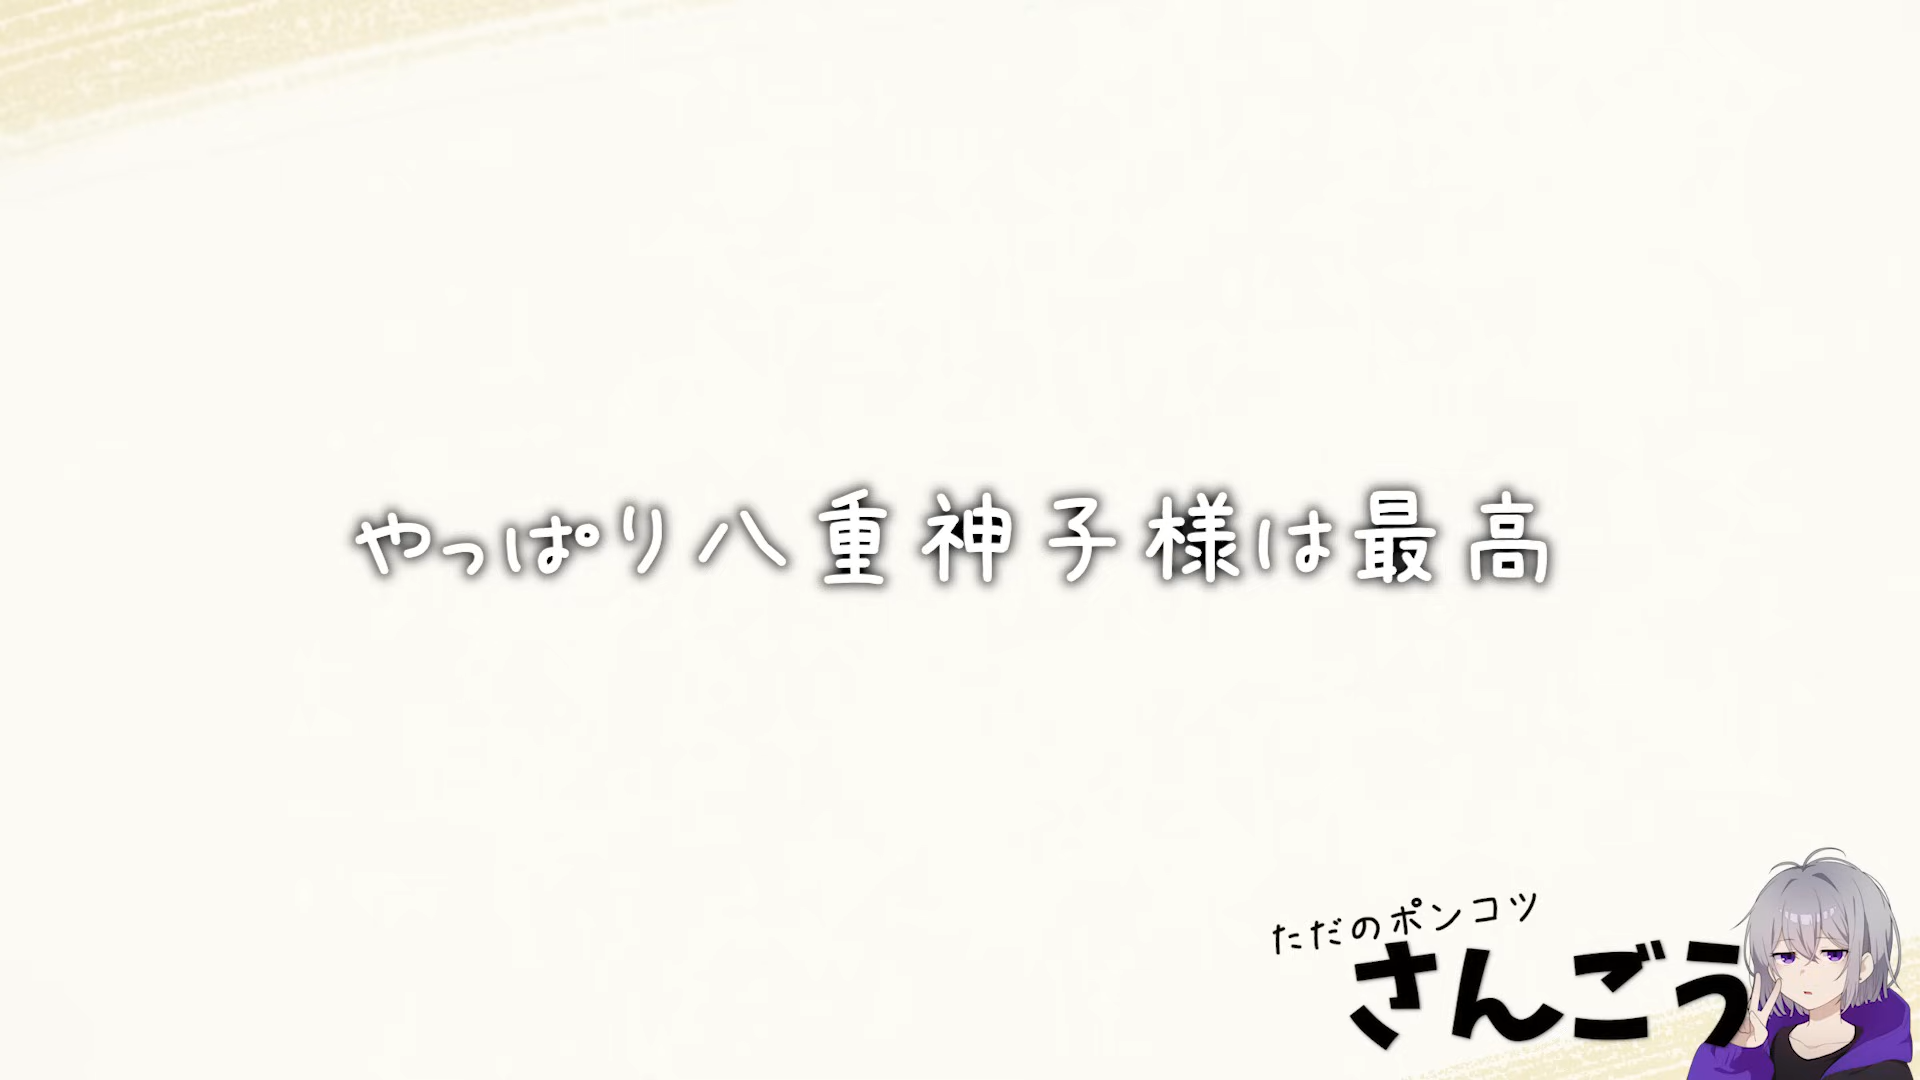 やっぱり八重神子様は最高
ただのポンコツ
さんごう